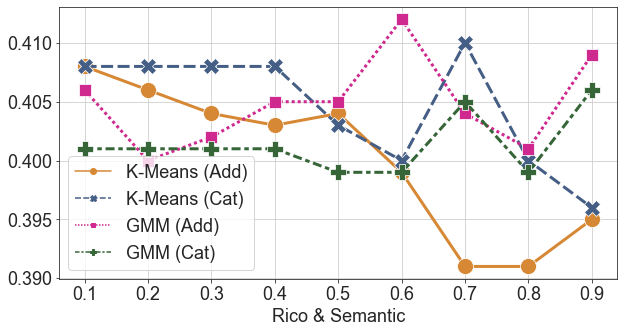 0.410
0.405
0.400
0.395
0.390
K-Means (Add)
K-Means (Cat)
GMM (Add)
GMM (Cat)
0.1 0.2 0.3 0.4 0.5 0.6 0.7 0.8 0.9
Rico & Semantic